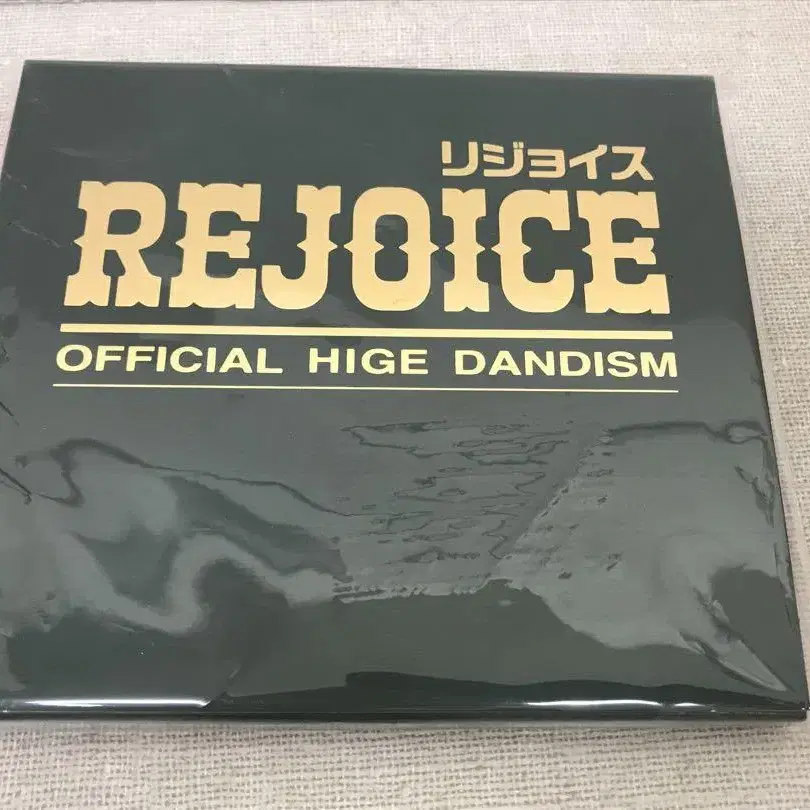 リジョイス
REJOICE
OFFICIAL HIGE DANDISM